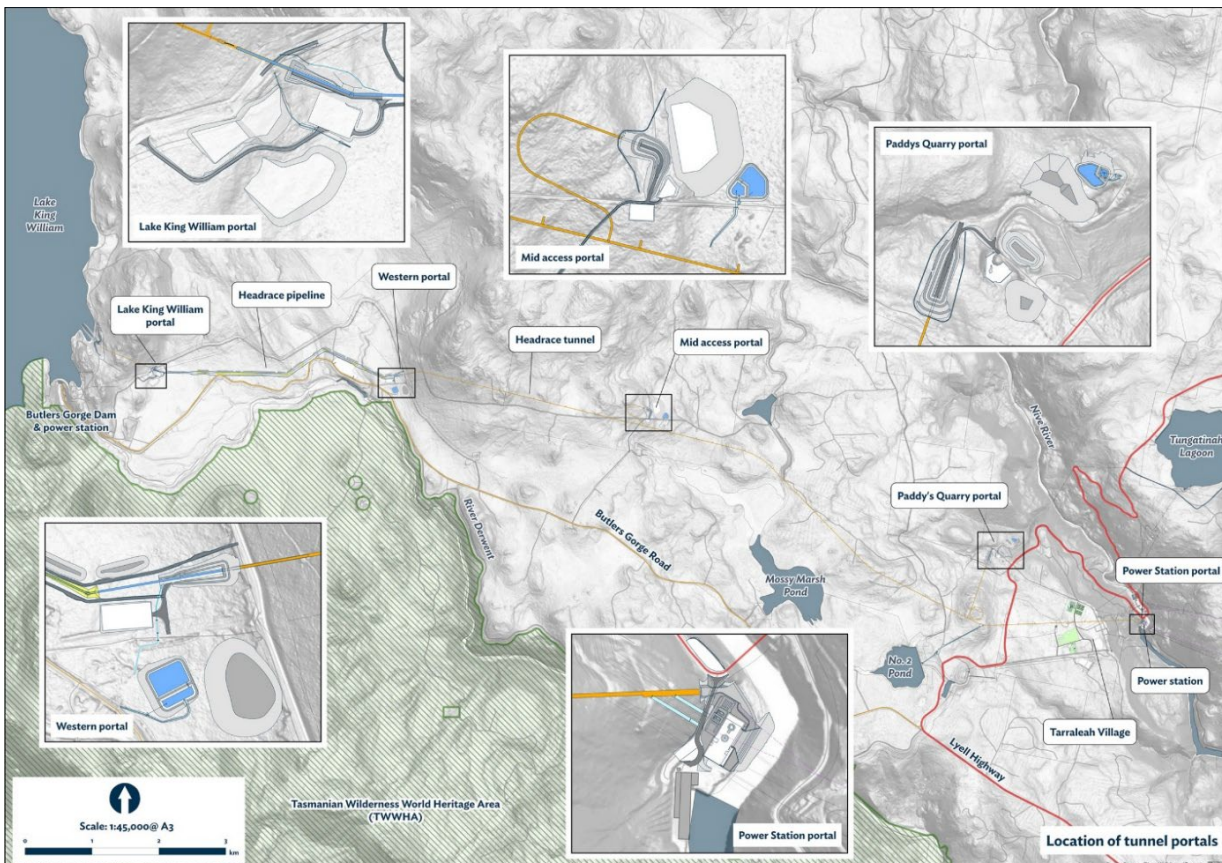 Lake King William portal
Mid access portal
Paddys Quarry portal
Lake
King
William
Lake King William
portal
Headrace pipeline
Western portal
Headrace tunnel
Mid access portal
Butlers Gorge Dam
& power station
River Derwent
Butlers Gorge Road
Mossy Marsh
Pond
Nive River
Tungatinah
Lagoon
Paddy's Quarry portal
Power Station portal
No. 2
Pond
Power station
Tarraleah Village
Lyell Highway
Western portal
Power Station portal
Tasmanian Wilderness World Heritage Area
(TWWHA)
Scale: 1:45,000@ A3
0 1 2 3
km
Location of tunnel portals